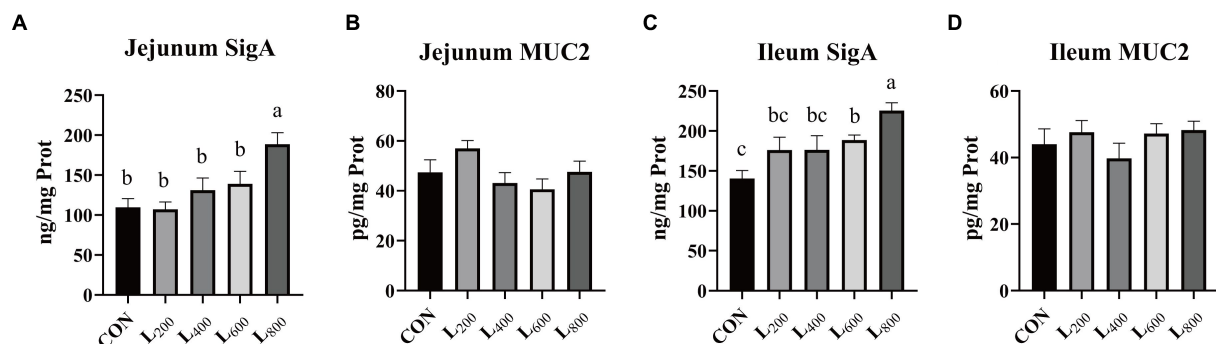 A
Jejunum SigA
ng/mg Prot
250
200
150
100
50
0
b
b
b
b
a
CON
L200
L400
L600
L800
B
Jejunum MUC2
pg/mg Prot
80
60
40
20
0
CON
L200
L400
L600
L800
C
Ileum SigA
ng/mg Prot
250
200
150
100
50
0
c
bc
bc
b
a
CON
L200
L400
L600
L800
D
Ileum MUC2
pg/mg Prot
60
40
20
0
CON
L200
L400
L600
L800